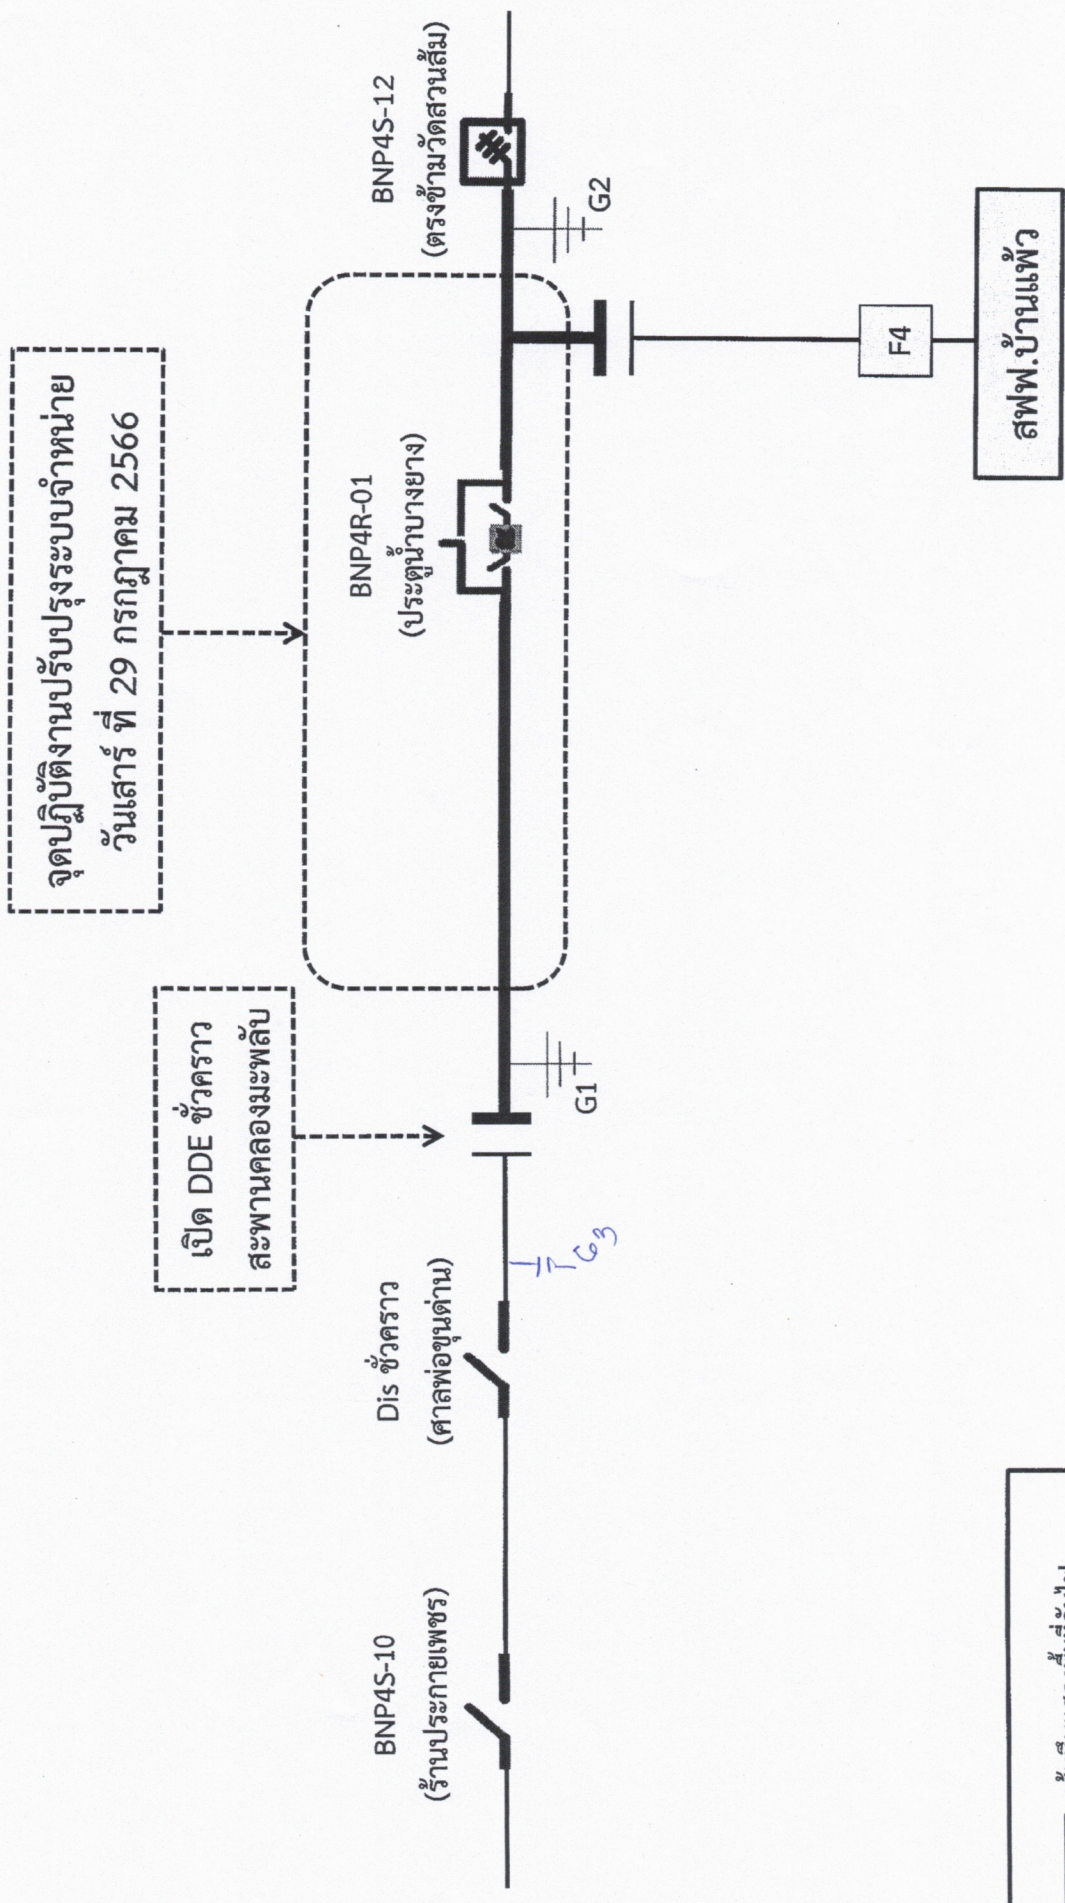 จุดปฏิบัติงานปรับปรุงระบบจำหน่าย
วันเสาร์ ที่ 29 กรกฎาคม 2566
เปิด DDE ชั่วคราว
สะพานคลองมะพลับ
BNP4S-10
(ร้านประกายเพชร)
Dis ชั่วคราว
(ศาลพ่อขุนด่าน)
BNP4R-01
(ประตูน้ำบางยาง)
BNP4S-12
(ตรงข้ามวัดสวนส้ม)
G3
G1
G2
F4
สฟฟ.บ้านแพ้ว